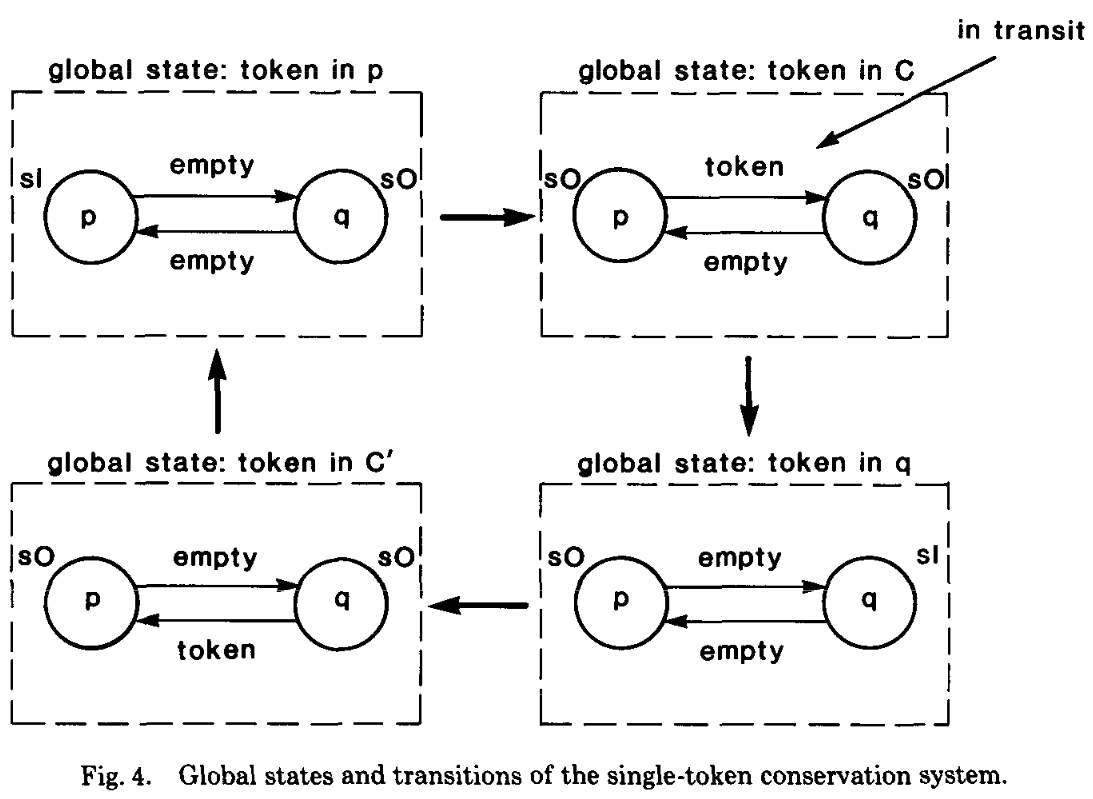 in transit
global state: token in p
global state: token in C
empty
sI
sO
p
q
empty
token
sO
sO
p
q
empty
global state: token in C'
global state: token in q
sO
empty
sO
p
q
token
sO
empty
sI
p
q
empty
Fig. 4. Global states and transitions of the single-token conservation system.